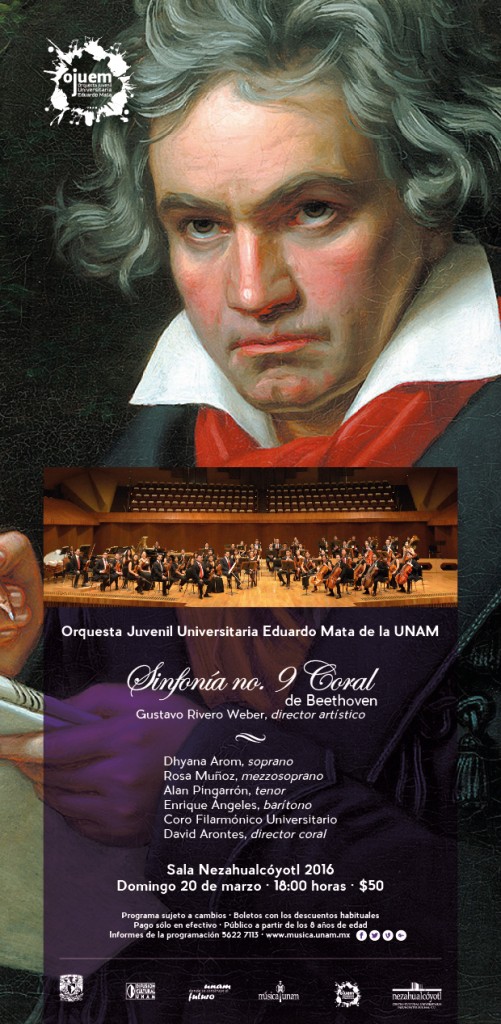 ojuem
Orquesta Juvenil
Universitaria
Eduardo Mata
Orquesta Juvenil Universitaria Eduardo Mata de la UNAM
Sinfonía no. 9 Coral
de Beethoven
Gustavo Rivero Weber, director artístico
Dhyana Arom, soprano
Rosa Muñoz, mezzosoprano
Alan Pingarrón, tenor
Enrique Ángeles, barítono
Coro Filarmónico Universitario
David Arontes, director coral
Sala Nezahualcóyotl 2016
Domingo 20 de marzo · 18:00 horas · $50
Programa sujeto a cambios · Boletos con los descuentos habituales
Pago sólo en efectivo · Público a partir de los 8 años de edad
Informes de la programación 5622 7113 · www.musica.unam.mx
DIFUSIÓN
CULTURAL
UNAM
unam
futuro
música unam
nezahualcóyotl